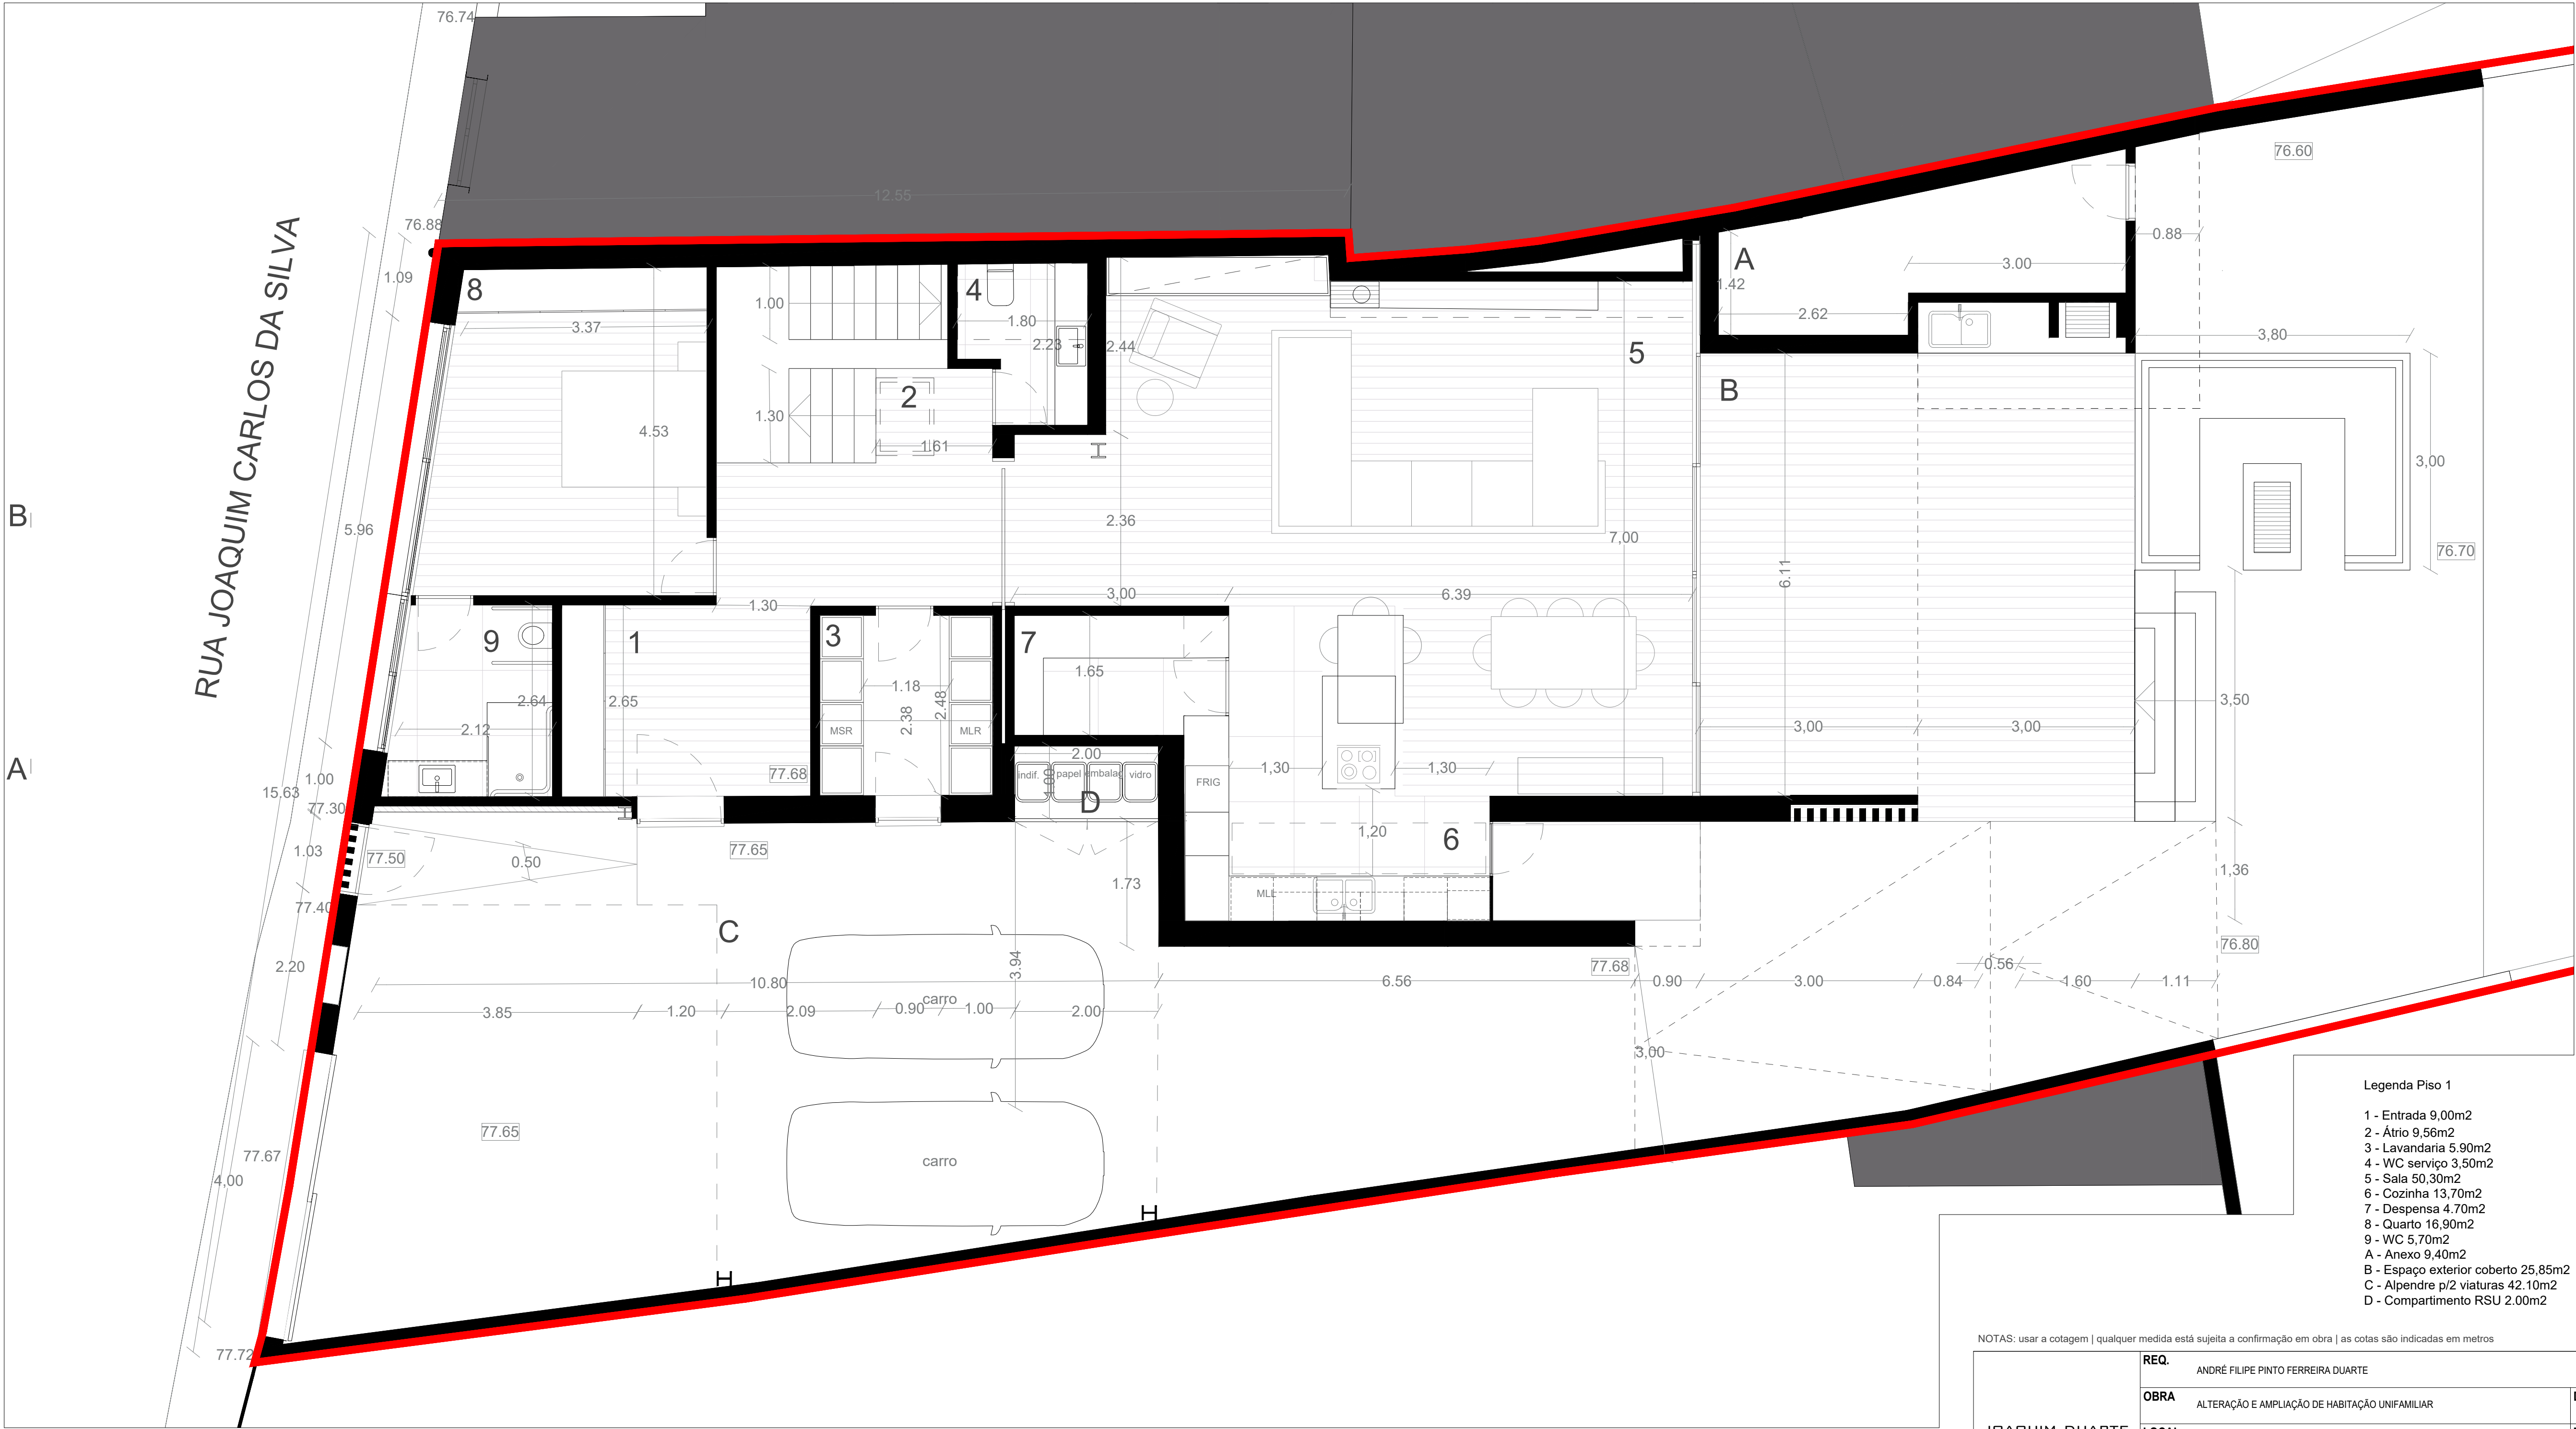 76.74
12.55
76.88
1.09
RUA JOAQUIM CARLOS DA SILVA
8
3.37
4.53
5.96
1.00
1.30
2
1.61
4
1.80
2.23
2.44
2.36
5
7,00
A
1.42
2.62
3.00
0.88
76.60
3,80
B
6.11
3,00
76.70
B
A
9
2.64
2.12
1
2.65
1.30
3
1.18
2.38
2.48
MSR
MLR
77.68
7
3,00
1.65
6.39
2.00
1.00
indif.
papel
embalag
vidro
D
FRIG
1,30
1,30
1,20
6
MLL
3,00
3,00
3,50
1,36
76.80
1.00
15.63
77.30
1.03
77.50
0.50
77.40
2.20
77.65
1.73
C
3.94
10.80
carro
3.85
1.20
2.09
0.90
1.00
2.00
6.56
77.68
0.90
3.00
0.84
0.56
1.60
1.11
3,00
77.65
carro
77.67
4,00
77.72
Legenda Piso 1
1 - Entrada 9,00m2
2 - Átrio 9,56m2
3 - Lavandaria 5.90m2
4 - WC serviço 3,50m2
5 - Sala 50,30m2
6 - Cozinha 13,70m2
7 - Despensa 4.70m2
8 - Quarto 16,90m2
9 - WC 5,70m2
A - Anexo 9,40m2
B - Espaço exterior coberto 25,85m2
C - Alpendre p/2 viaturas 42.10m2
D - Compartimento RSU 2.00m2
NOTAS: usar a cotagem | qualquer medida está sujeita a confirmação em obra | as cotas são indicadas em metros
REQ.
ANDRÉ FILIPE PINTO FERREIRA DUARTE
OBRA
ALTERAÇÃO E AMPLIAÇÃO DE HABITAÇÃO UNIFAMILIAR
JOAQUIM DUARTE